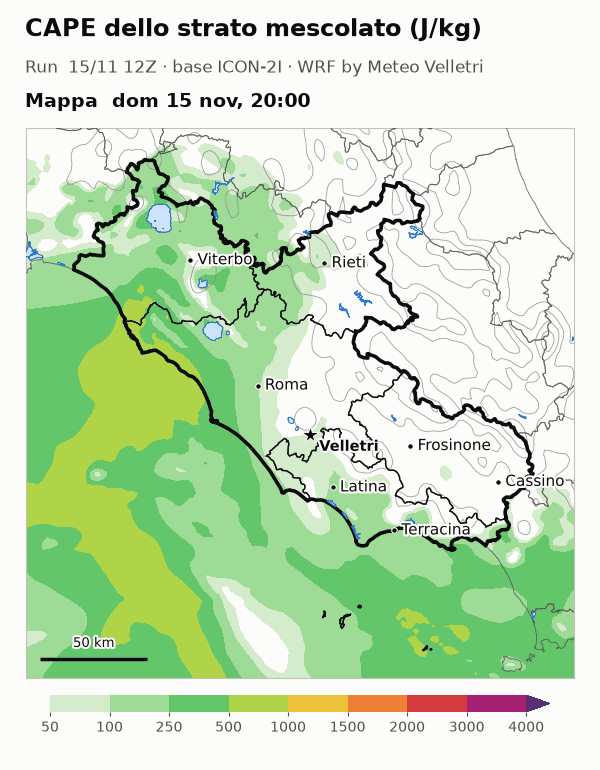 CAPE dello strato mescolato (J/kg)
Run  15/11 12Z · base ICON-2I · WRF by Meteo Velletri
Mappa  dom 15 nov, 20:00
Viterbo
Rieti
Roma
Velletri
Frosinone
Cassino
Latina
Terracina
50 km
50 100 250 500 1000 1500 2000 3000 4000